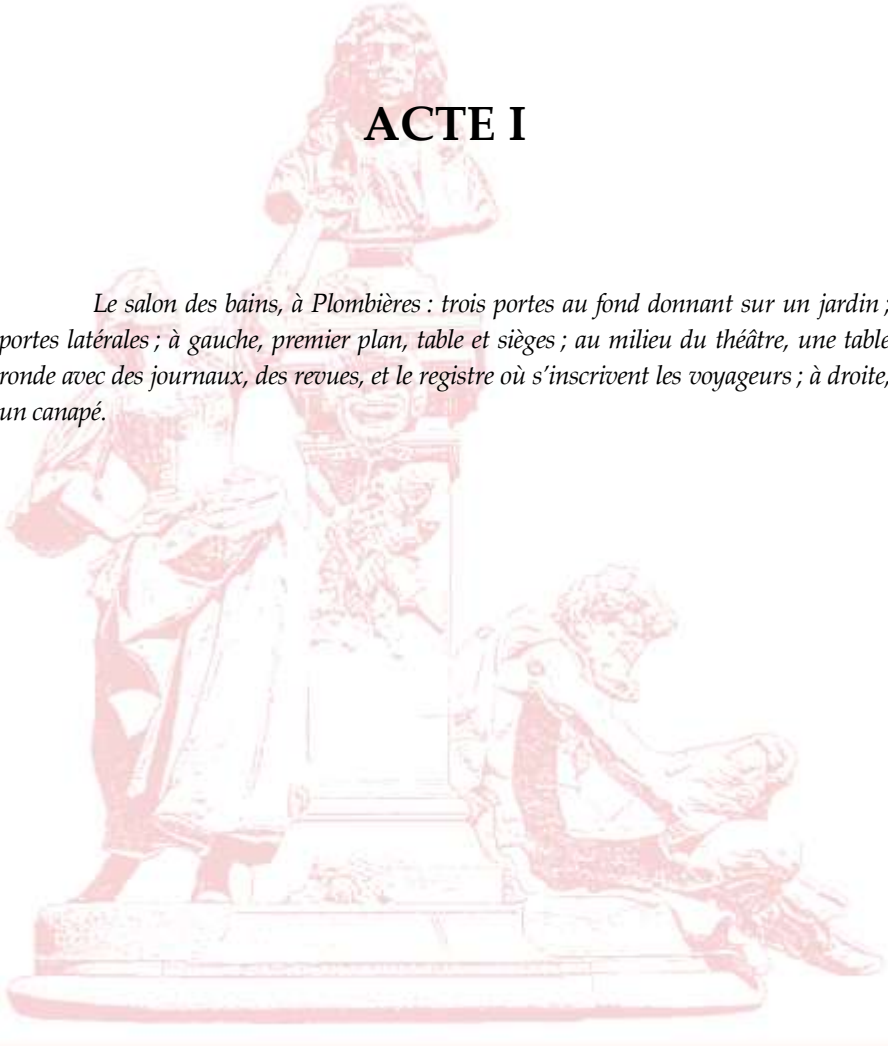 ACTE I
Le salon des bains, à Plombières : trois portes au fond donnant sur un jardin ;
portes latérales ; à gauche, premier plan, table et sièges ; au milieu du théâtre, une table
ronde avec des journaux, des revues, et le registre où s’inscrivent les voyageurs ; à droite,
un canapé.